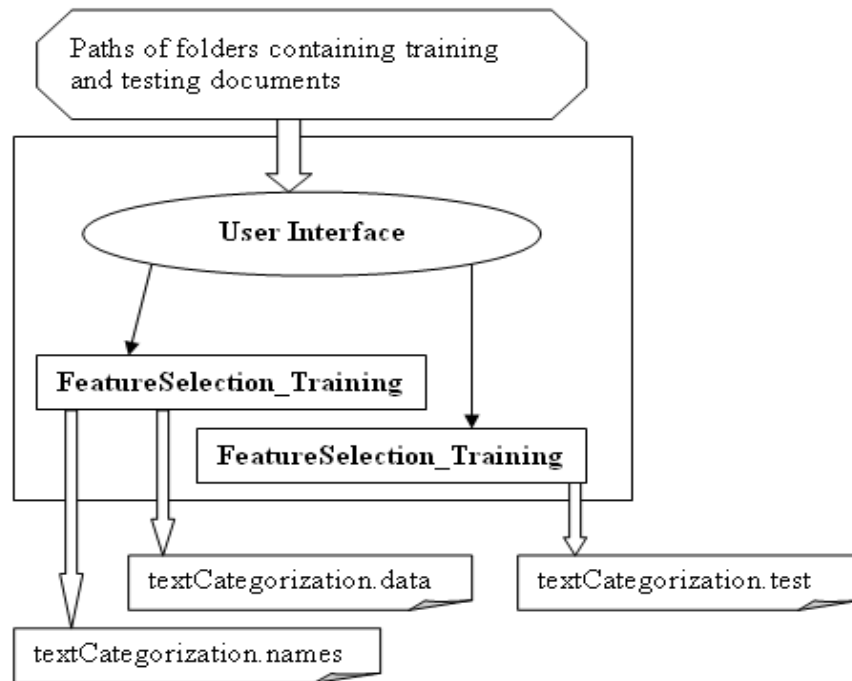 Paths of folders containing training
and testing documents
User Interface
FeatureSelection_Training
FeatureSelection_Training
textCategorization.data
textCategorization.test
textCategorization.names